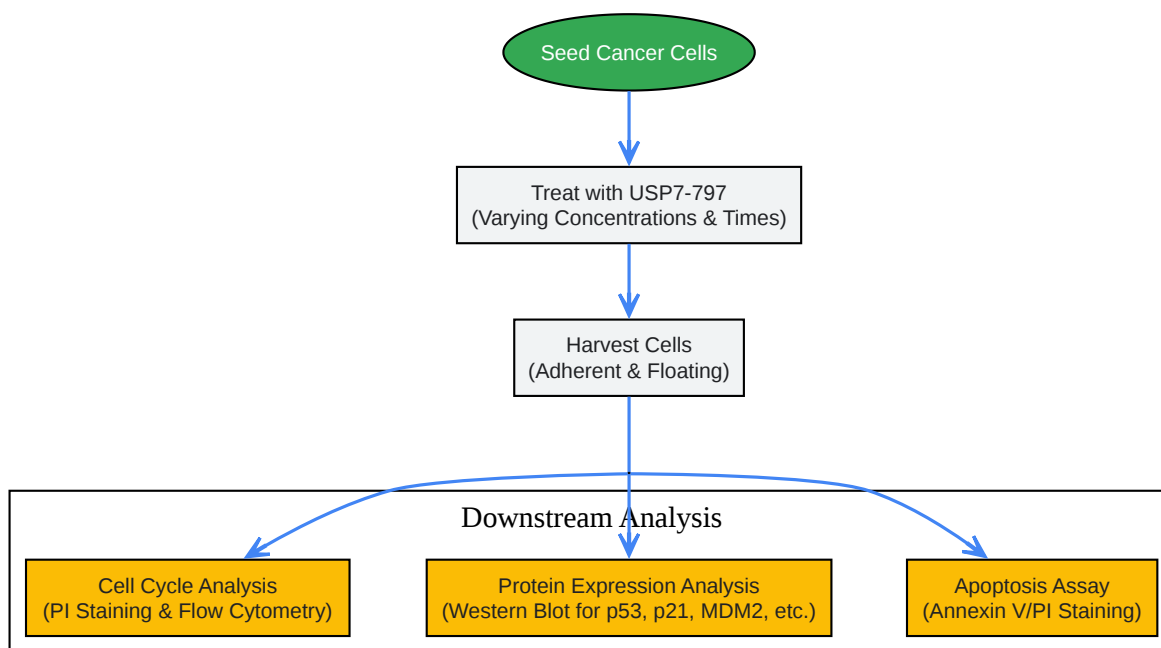 Seed Cancer Cells
Treat with USP7-797
(Varying Concentrations & Times)
Harvest Cells
(Adherent & Floating)
Downstream Analysis
Cell Cycle Analysis
(PI Staining & Flow Cytometry)
Protein Expression Analysis
(Western Blot for p53, p21, MDM2, etc.)
Apoptosis Assay
(Annexin V/PI Staining)